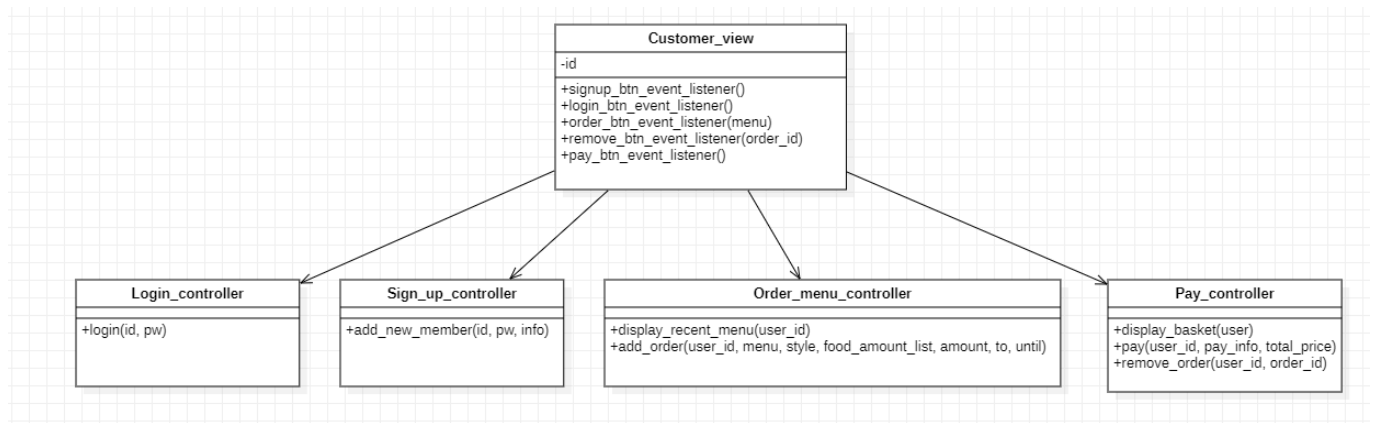 Customer_view
-id
+signup_btn_event_listener()
+login_btn_event_listener()
+order_btn_event_listener(menu)
+remove_btn_event_listener(order_id)
+pay_btn_event_listener()
Login_controller
+login(id, pw)
Sign_up_controller
+add_new_member(id, pw, info)
Order_menu_controller
+display_recent_menu(user_id)
+add_order(user_id, menu, style, food_amount_list, amount, to, until)
Pay_controller
+display_basket(user)
+pay(user_id, pay_info, total_price)
+remove_order(user_id, order_id)